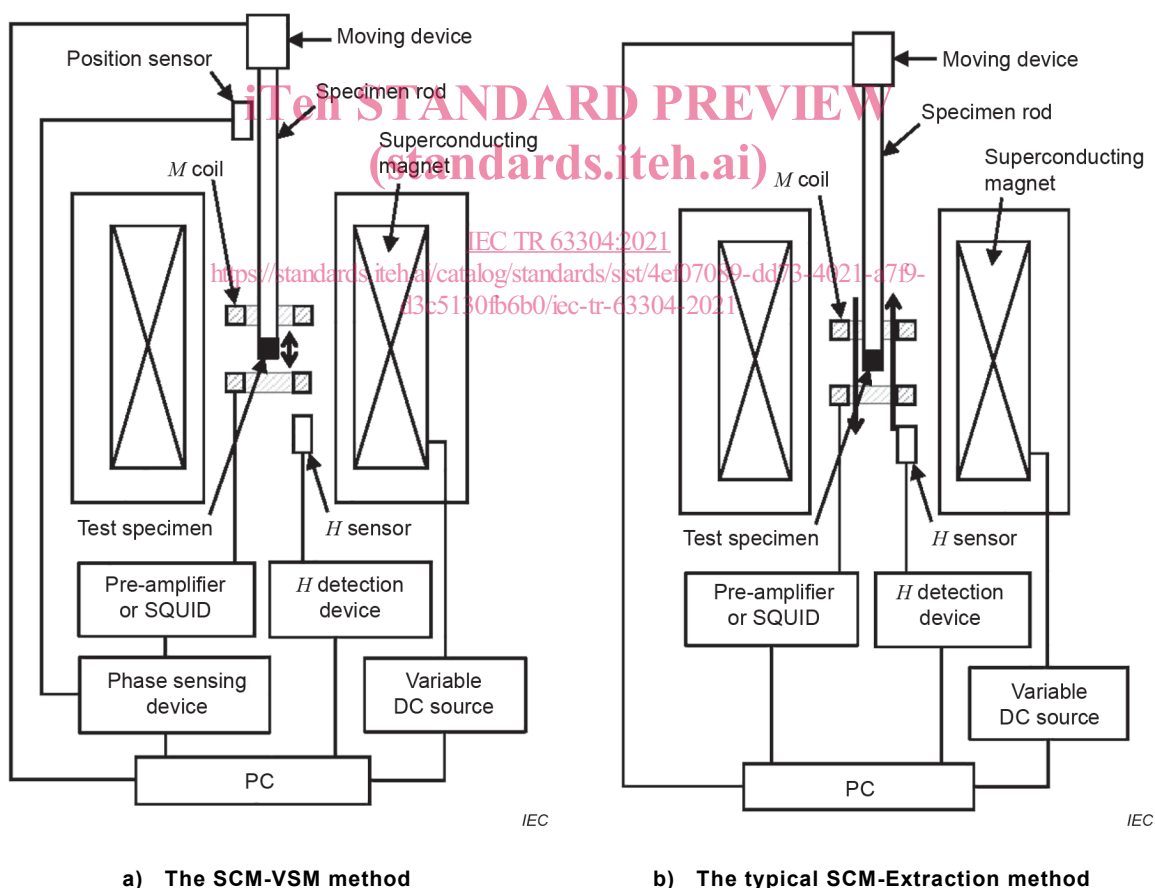 Moving device
Position sensor
Specimen rod
Superconducting
magnet
M coil
Test specimen
H sensor
Pre-amplifier
or SQUID
H detection
device
Phase sensing
device
Variable
DC source
PC
IEC
a) The SCM-VSM method
Moving device
Specimen rod
Superconducting
magnet
M coil
Test specimen
H sensor
Pre-amplifier
or SQUID
H detection
device
Variable
DC source
PC
IEC
b) The typical SCM-Extraction method
iTeh STANDARD PREVIEW
(standards.iteh.ai)
IEC TR 63304:2021
https://standards.iteh.ai/catalog/standards/sist/4ef07089-dd73-4021-a7f9-
d3c5130fb6b0/iec-tr-63304-2021